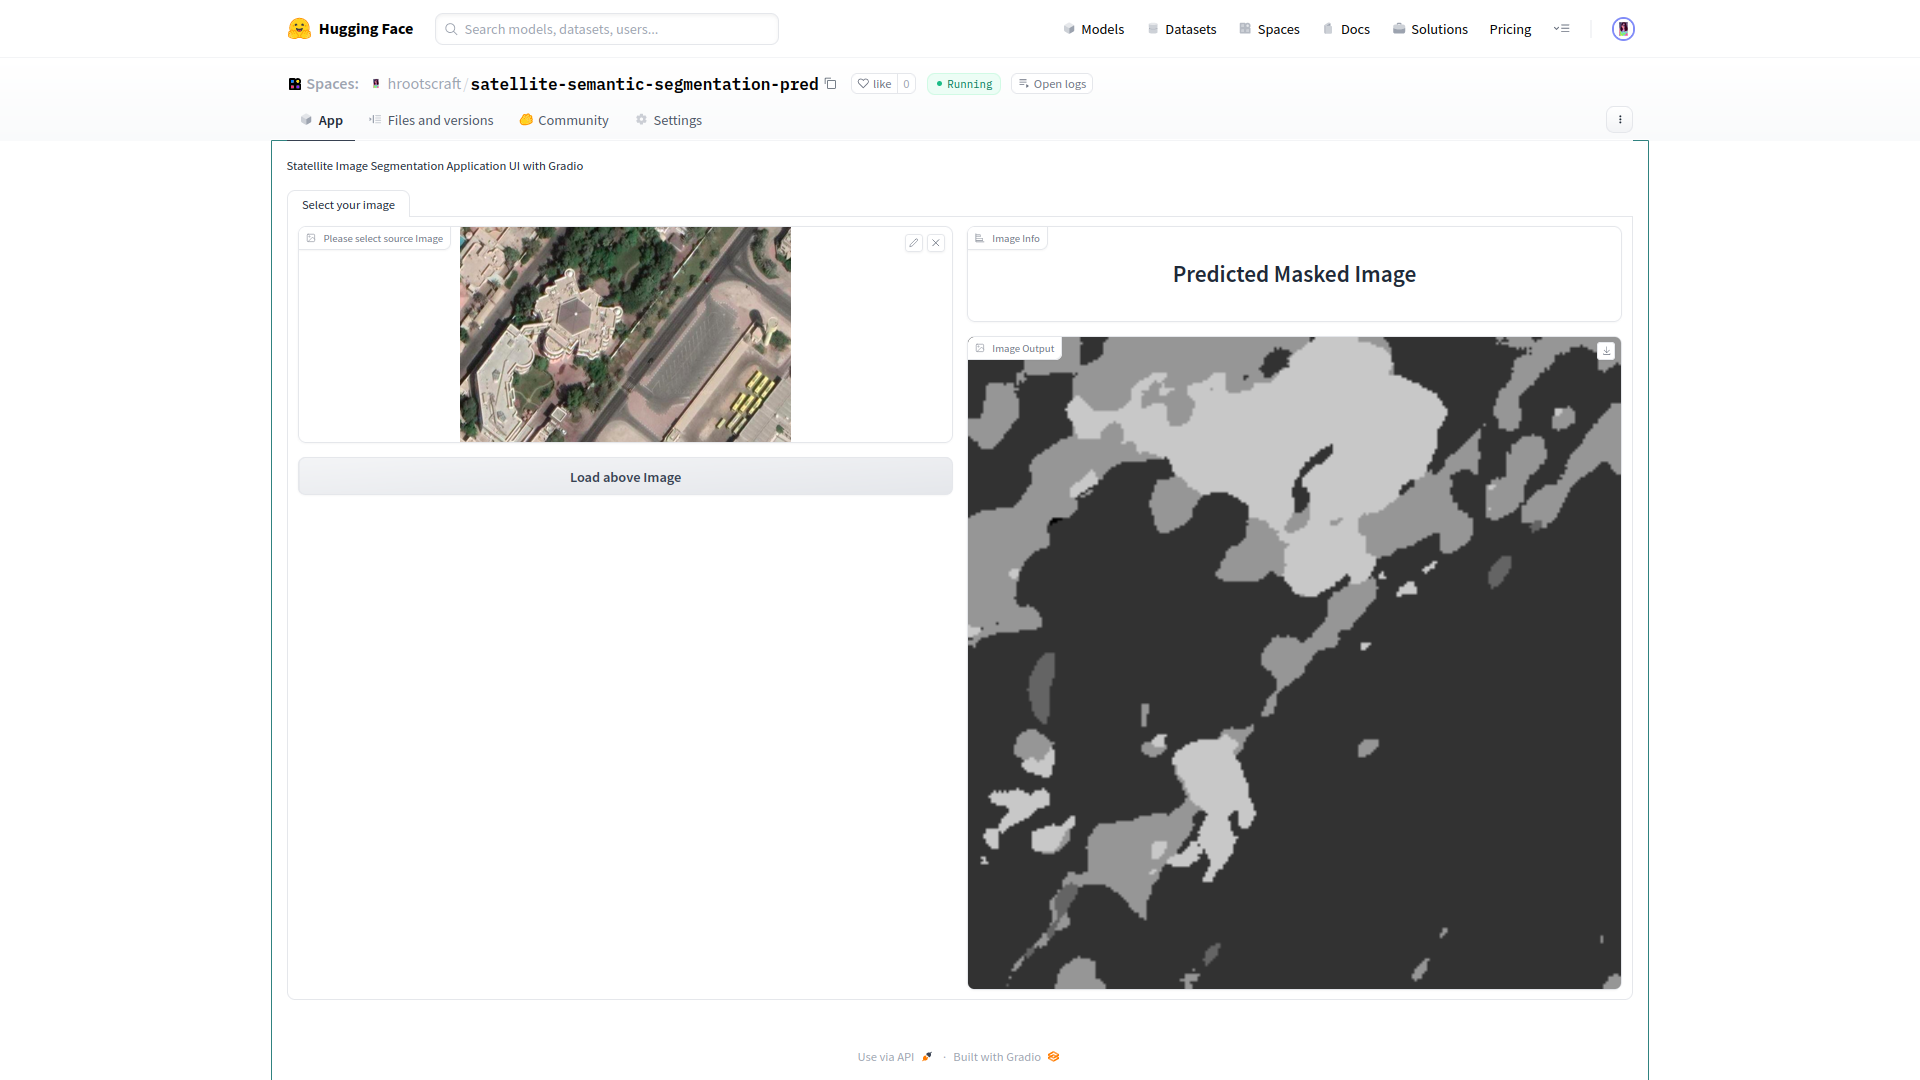 Hugging Face
Search models, datasets, users...
Models
Datasets
Spaces
Docs
Solutions
Pricing
Spaces:
hrootscraft/satellite-semantic-segmentation-pred
like
0
Running
Open logs
App
Files and versions
Community
Settings
Statellite Image Segmentation Application UI with Gradio
Select your image
Please select source Image
Load above Image
Image Info
Predicted Masked Image
Image Output
Use via API
·
Built with Gradio